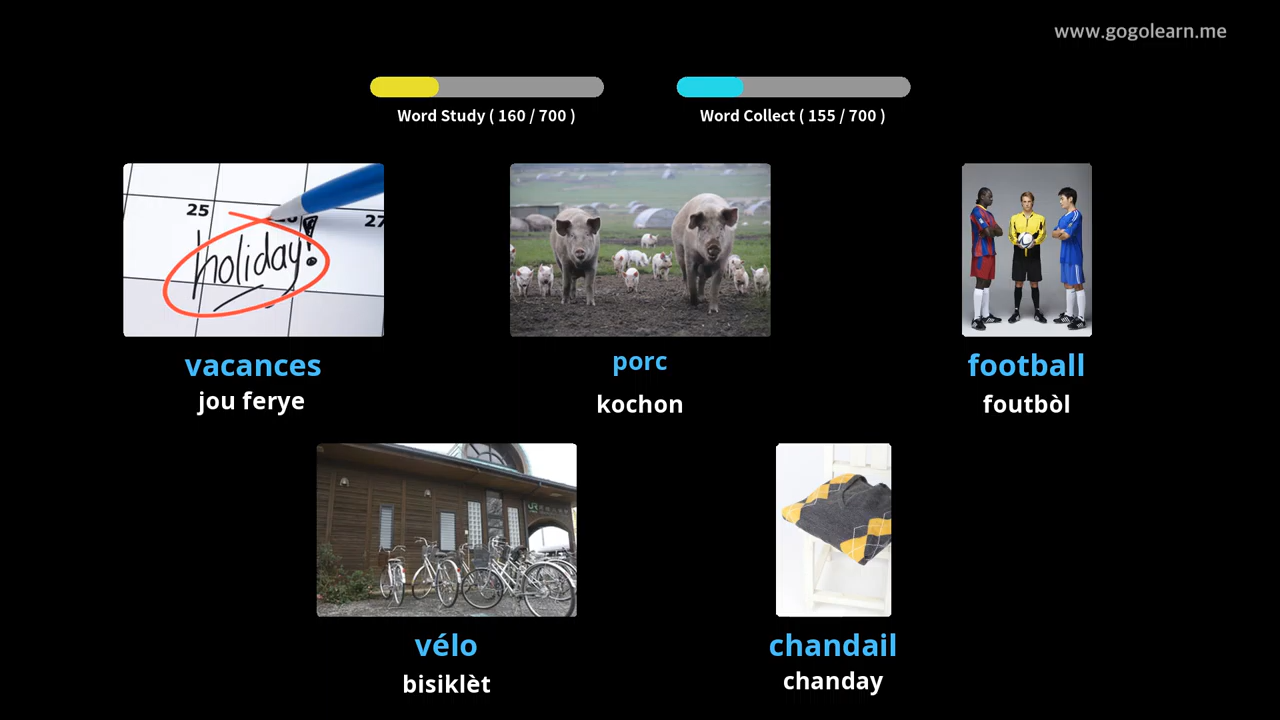 www.gogolearn.me
Word Study ( 160 / 700 )
Word Collect ( 155 / 700 )
25
27
holiday!
vacances
jou ferye
porc
kochon
football
foutbòl
vélo
bisiklèt
chandail
chanday